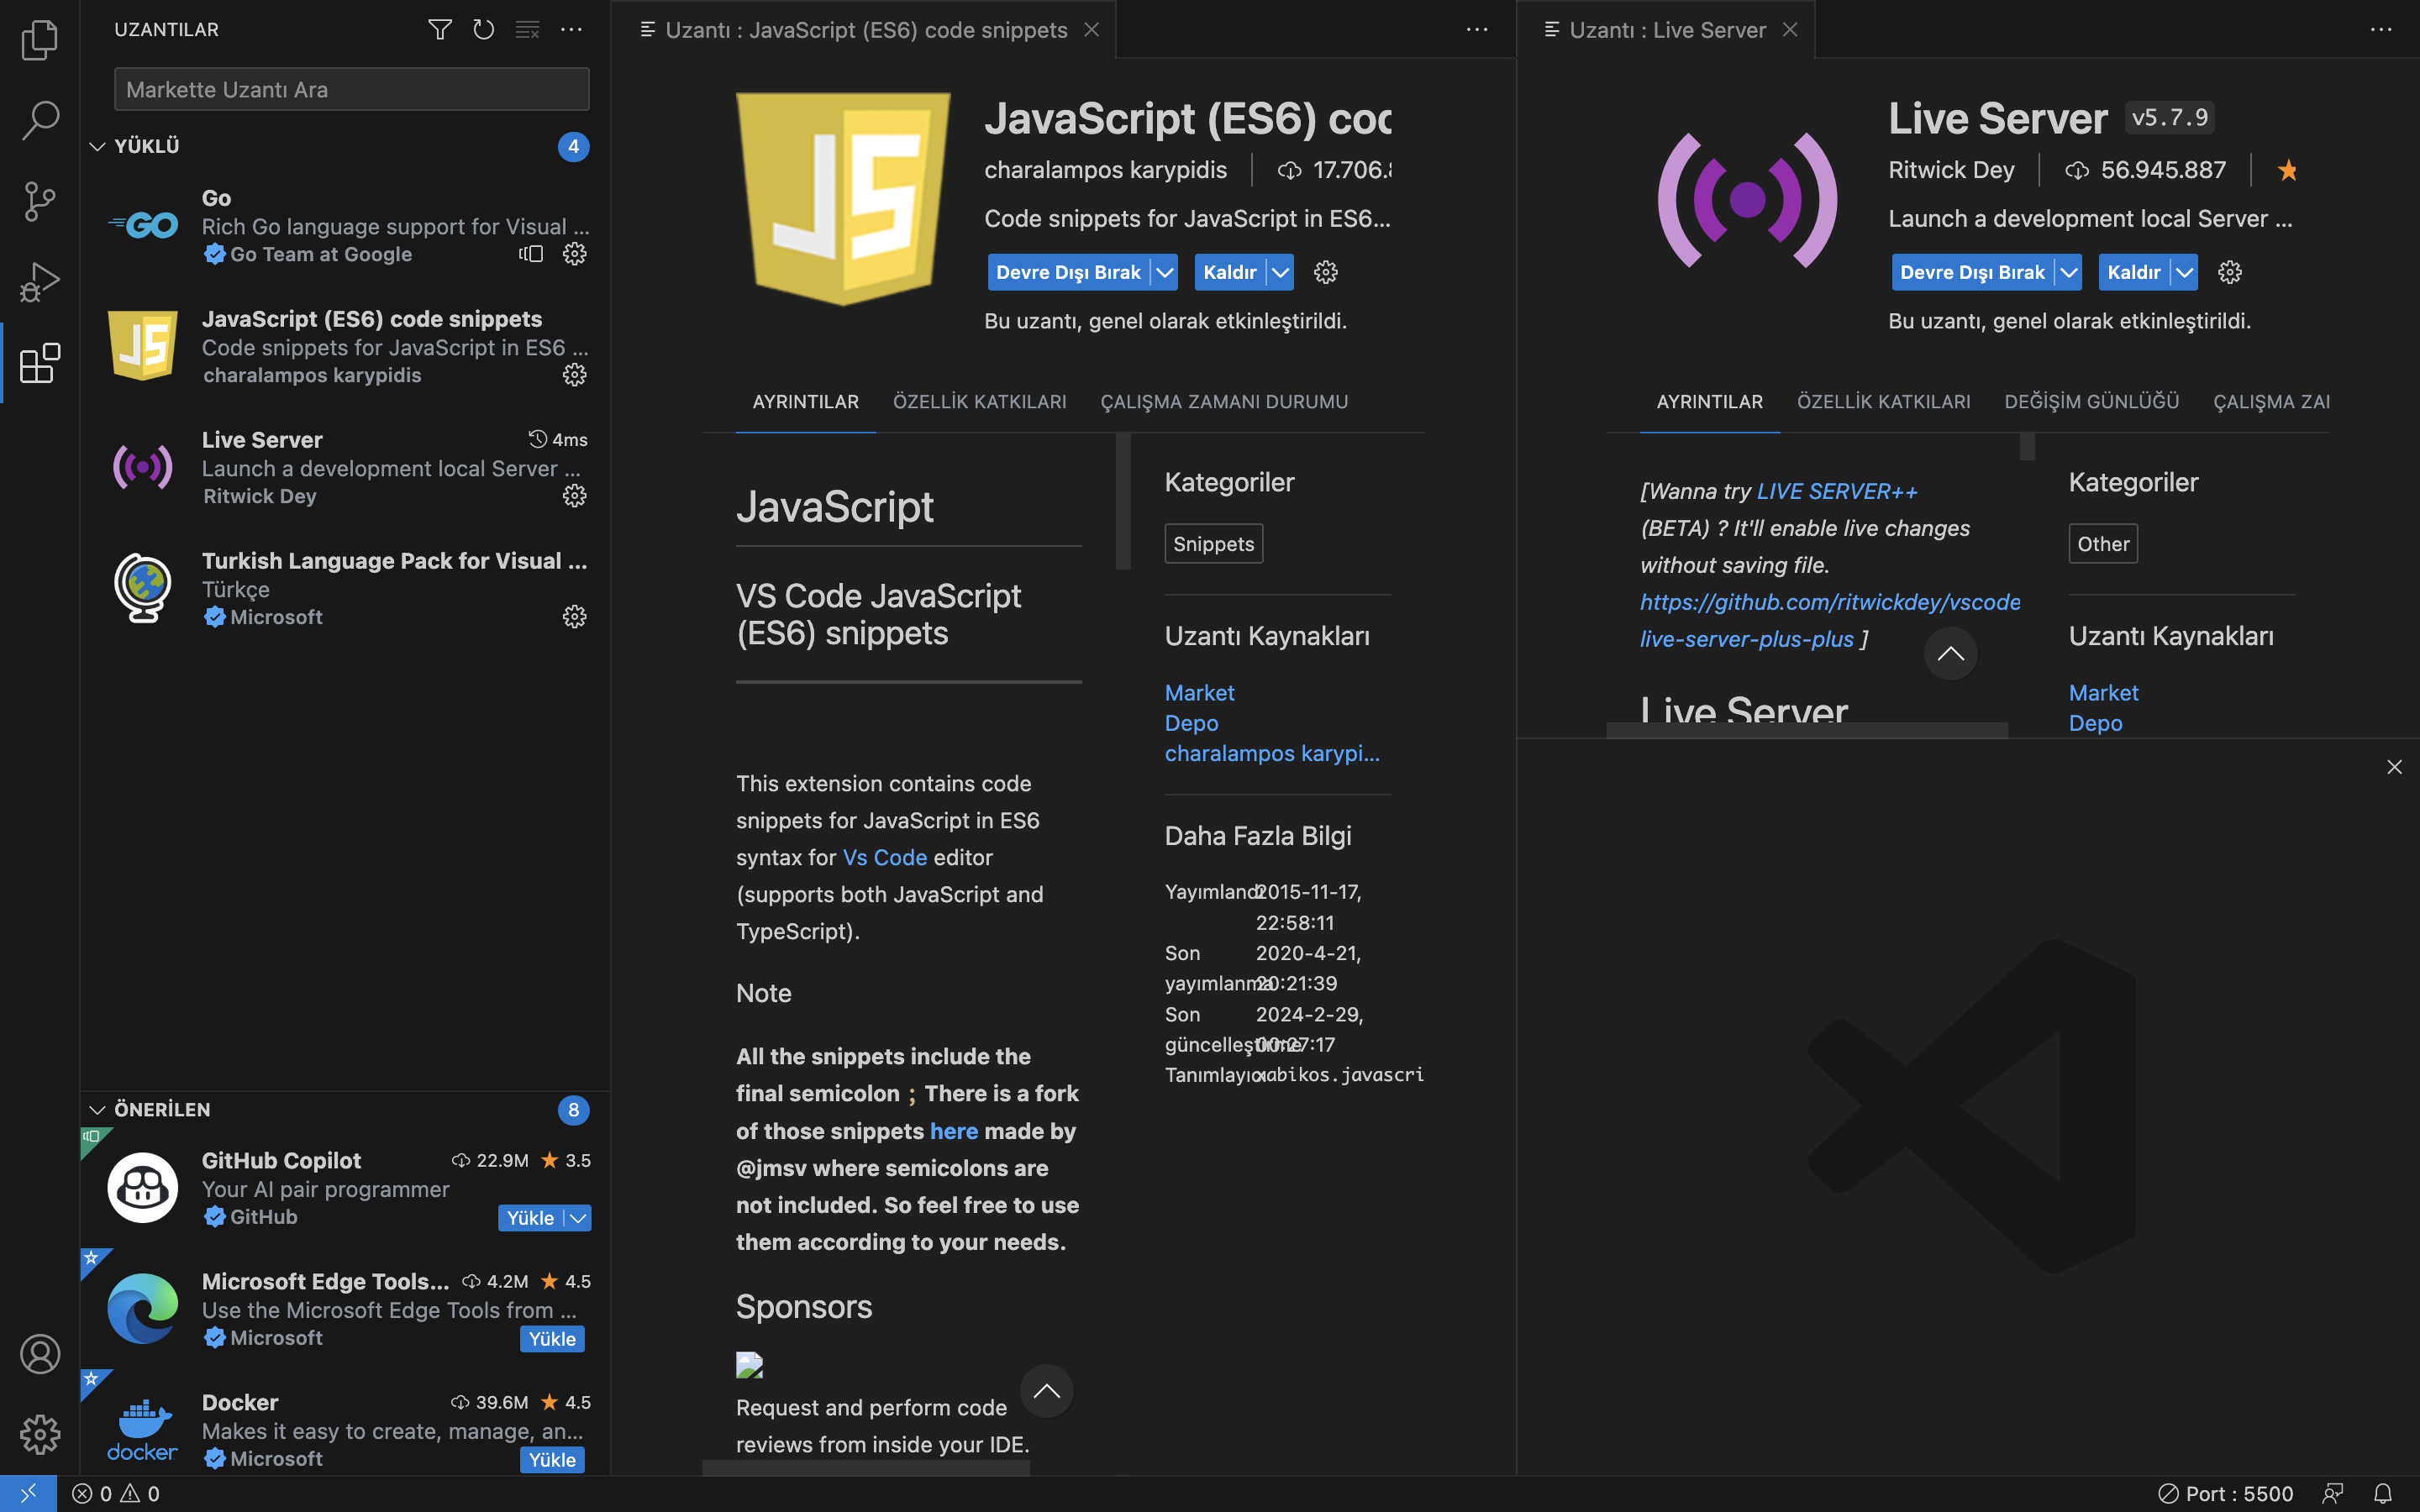 UZANTILAR
Markette Uzantı Ara
YÜKLÜ
4
GO
Go
Rich Go language support for Visual ...
Go Team at Google
JS
JavaScript (ES6) code snippets
Code snippets for JavaScript in ES6 ...
charalampos karypidis
Live Server
4ms
Launch a development local Server ...
Ritwick Dey
Turkish Language Pack for Visual ...
Türkçe
Microsoft
ÖNERİLEN
8
GitHub Copilot
22.9M
3.5
Your AI pair programmer
GitHub
Yükle
Microsoft Edge Tools...
4.2M
4.5
Use the Microsoft Edge Tools from ...
Microsoft
Yükle
docker
Docker
39.6M
4.5
Makes it easy to create, manage, an...
Microsoft
Yükle
Uzantı : JavaScript (ES6) code snippets
JS
JavaScript (ES6) coc
charalampos karypidis
17.706.
Code snippets for JavaScript in ES6...
Devre Dışı Bırak
Kaldır
Bu uzantı, genel olarak etkinleştirildi.
AYRINTILAR
ÖZELLİK KATKILARI
ÇALIŞMA ZAMANI DURUMU
JavaScript
VS Code JavaScript
(ES6) snippets
This extension contains code
snippets for JavaScript in ES6
syntax for Vs Code editor
(supports both JavaScript and
TypeScript).
Note
All the snippets include the
final semicolon ; There is a fork
of those snippets here made by
@jmsv where semicolons are
not included. So feel free to use
them according to your needs.
Sponsors
Request and perform code
reviews from inside your IDE.
Kategoriler
Snippets
Uzantı Kaynakları
Market
Depo
charalampos karypi...
Daha Fazla Bilgi
Yayımlandı 2015-11-17,
22:58:11
Son 2020-4-21,
yayımlanma 20:21:39
Son 2024-2-29,
güncelleştirme 00:27:17
Tanımlayıcı xabikos.javascri
Uzantı : Live Server
Live Server v5.7.9
Ritwick Dey
56.945.887
Launch a development local Server ...
Devre Dışı Bırak
Kaldır
Bu uzantı, genel olarak etkinleştirildi.
AYRINTILAR
ÖZELLİK KATKILARI
DEĞİŞİM GÜNLÜĞÜ
ÇALIŞMA ZAI
[Wanna try LIVE SERVER++
(BETA) ? It'll enable live changes
without saving file.
https://github.com/ritwickdey/vscode
live-server-plus-plus ]
Live Server
Kategoriler
Other
Uzantı Kaynakları
Market
Depo
0
0
Port : 5500